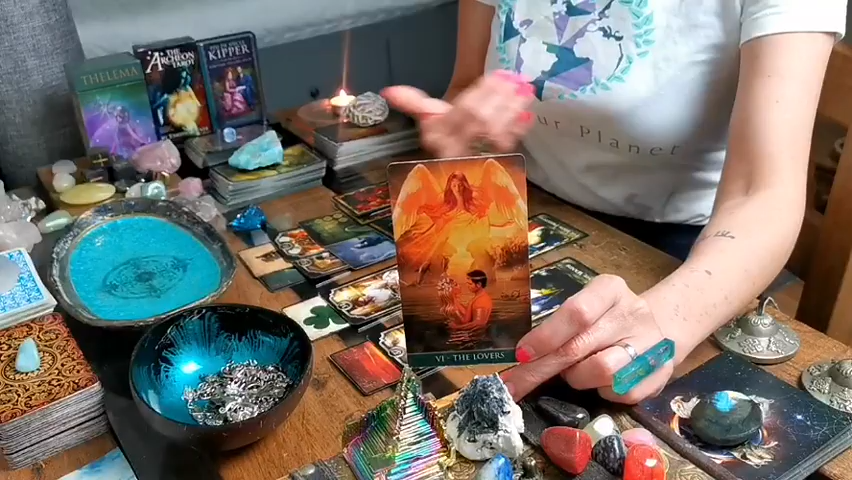 THELEMA
THE
ARCHEON
TAROT
KIPPER
ur Planet
VI - THE LOVERS